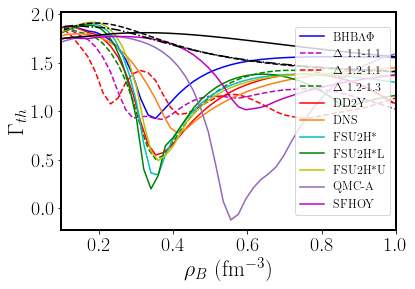 2.0
1.5
1.0
0.5
0.0
Γth
0.2 0.4 0.6 0.8 1.0
ρB (fm−3)
BHBΛΦ
Δ 1.1-1.1
Δ 1.2-1.1
Δ 1.2-1.3
DD2Y
DNS
FSU2H*
FSU2H*L
FSU2H*U
QMC-A
SFHOY